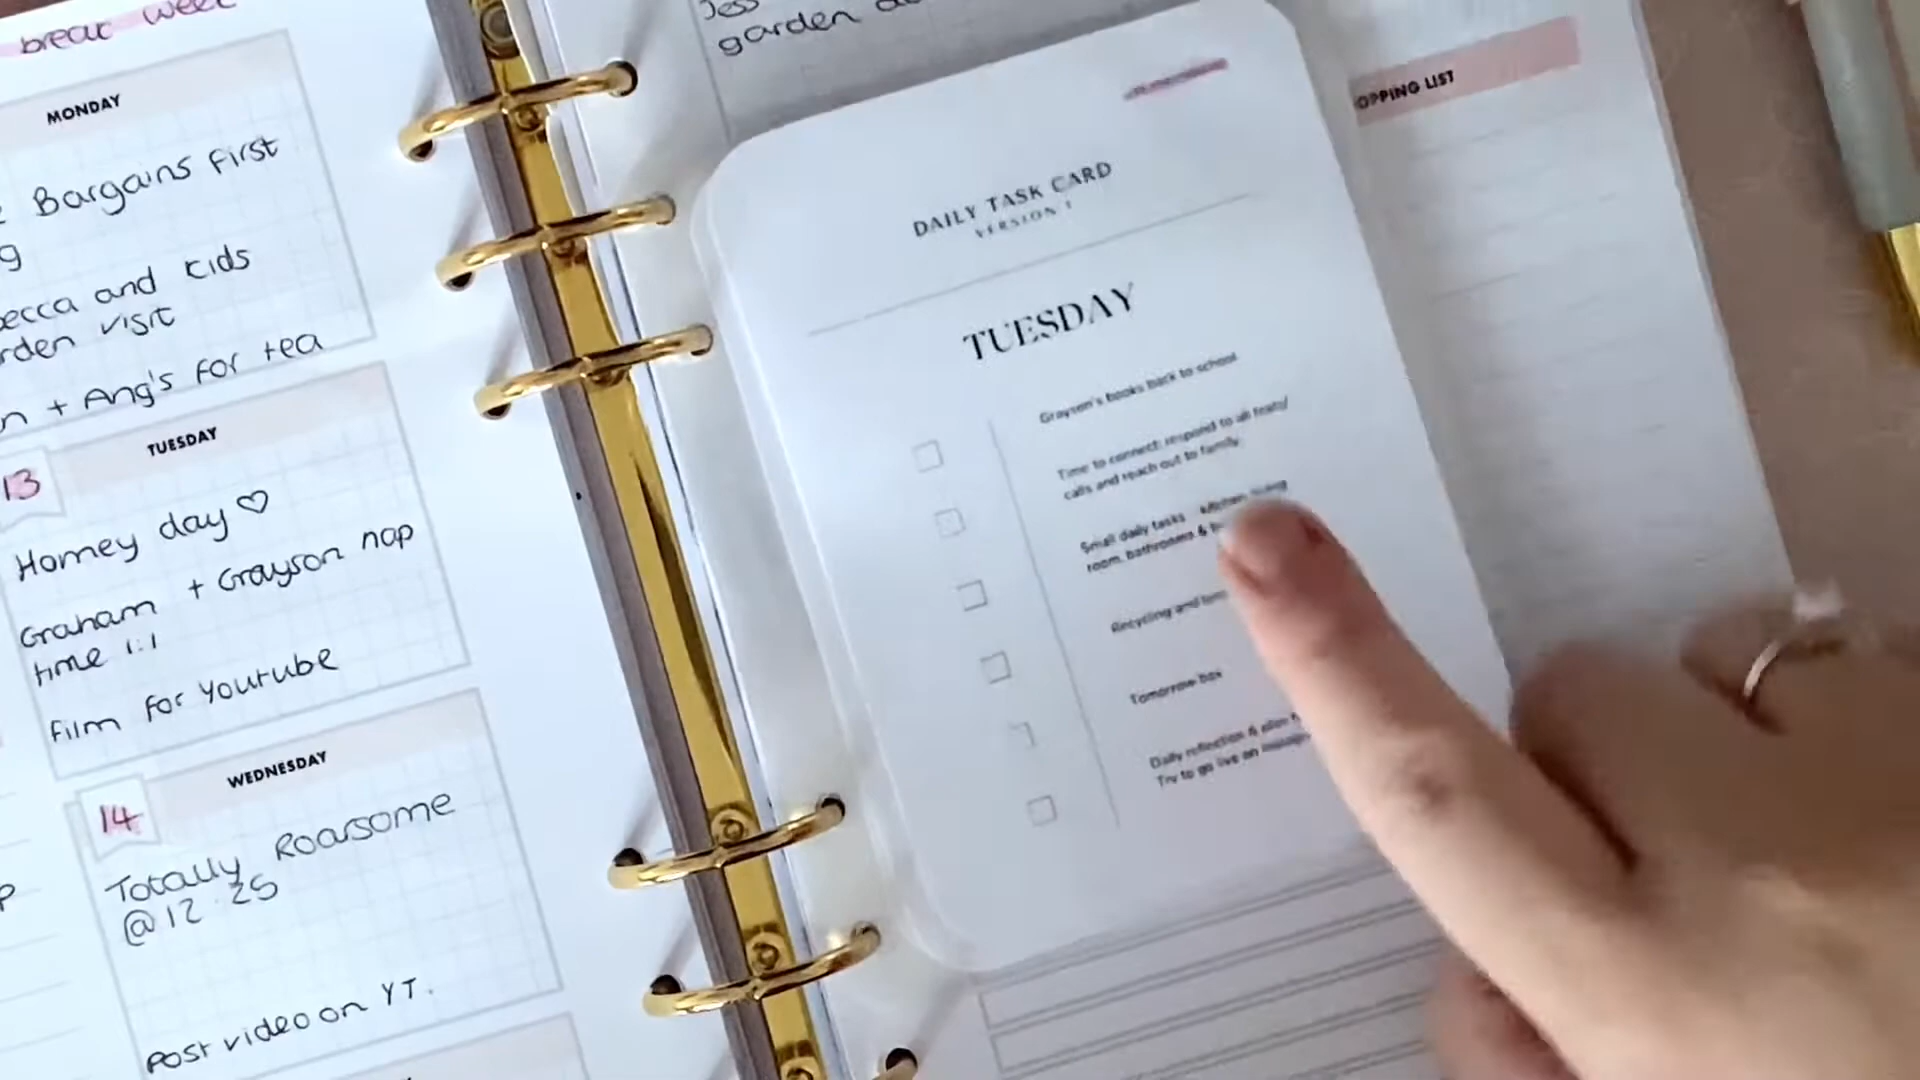 break week
MONDAY
Bargains First
g
ecca and kids
rden visit
n + Ang's for tea
13
TUESDAY
Homey day ♡
Graham + Grayson nap
time 1:1
Film for YouTube
WEDNESDAY
14
Totally Roarsome
@12.25
Post video on YT.
Jess
garden
OPPING LIST
DAILY TASK CARD
VERSION 1
TUESDAY
Grayson's books back to school
Time to connect: respond to all texts/
calls and reach out to family.
Small daily tasks - kitchen, living
room, bathrooms &
Recycling and
Tomorrow box
Daily reflection &
Try to go live on